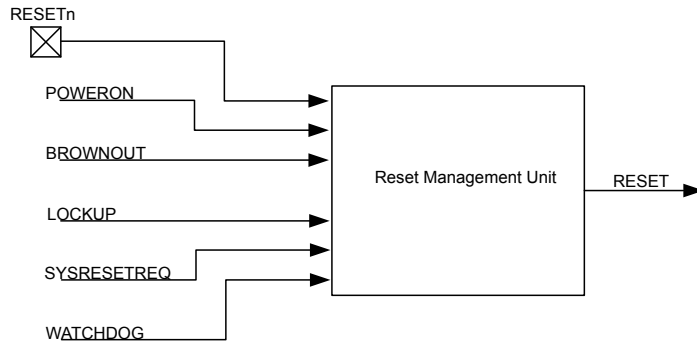 RESETn
POWERON
BROWNOUT
LOCKUP
SYSRESETREQ
WATCHDOG
Reset Management Unit
RESET